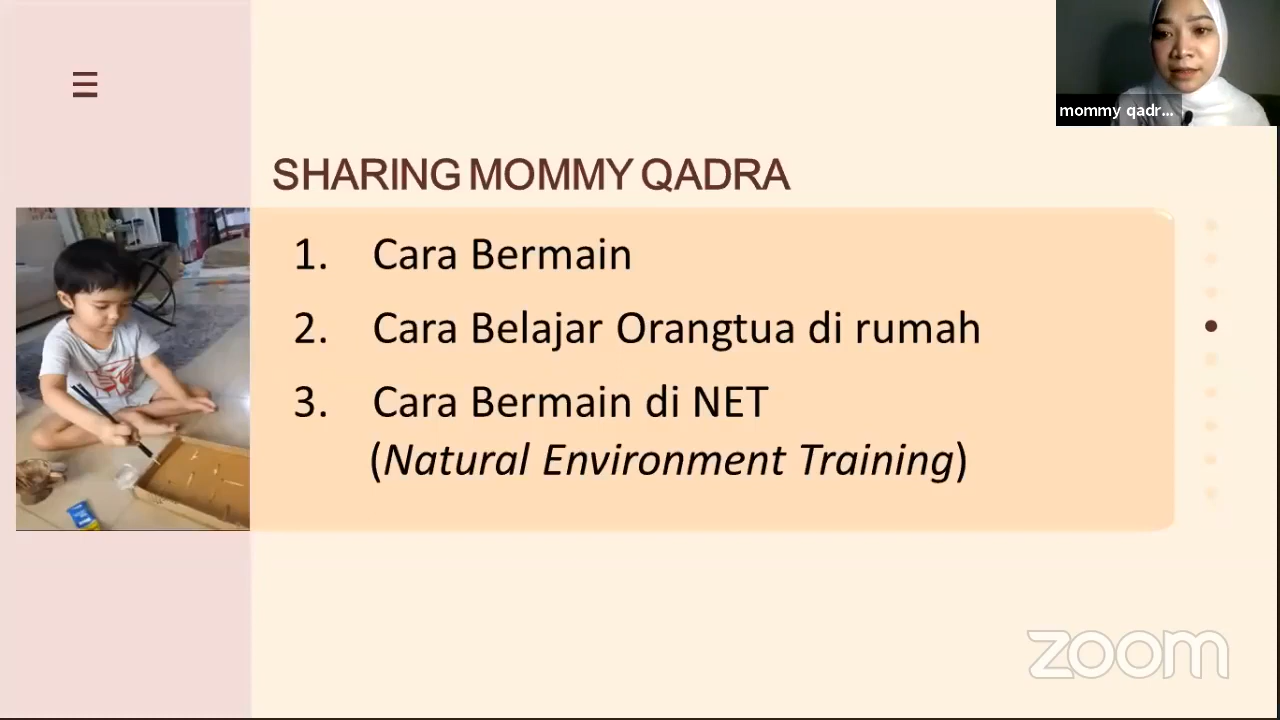 mommy qadr...
SHARING MOMMY QADRA
1. Cara Bermain
2. Cara Belajar Orangtua di rumah
3. Cara Bermain di NET
(Natural Environment Training)
zoom